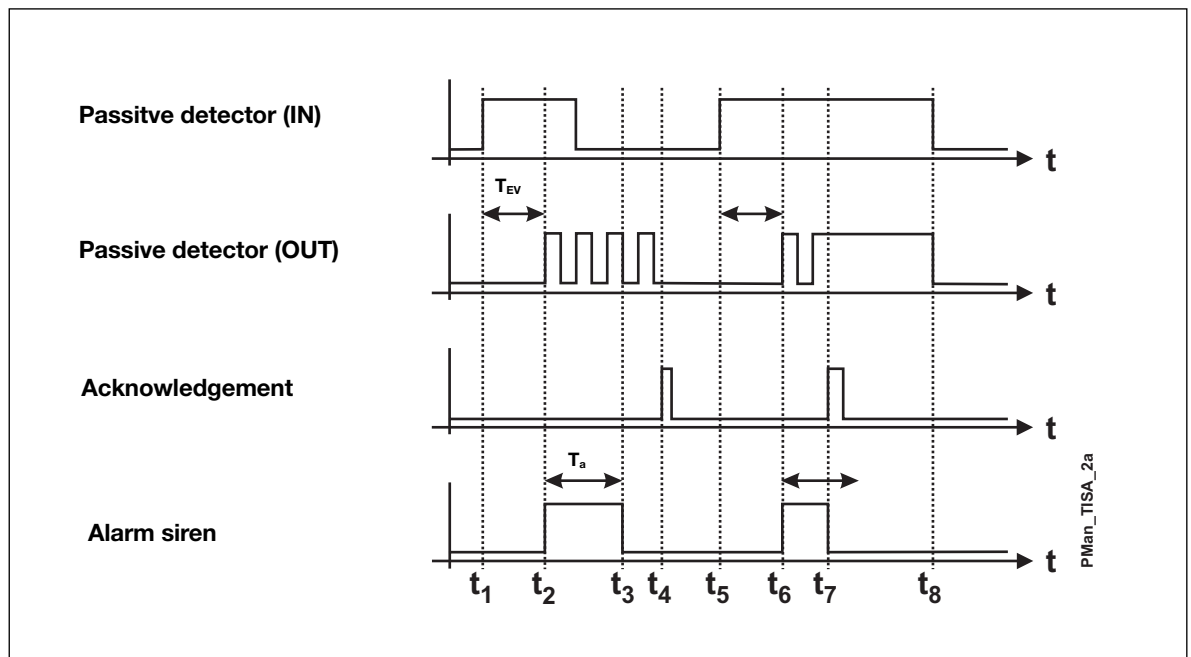 Passitve detector (IN)
t
T_EV
Passive detector (OUT)
t
Acknowledgement
t
T_a
Alarm siren
t
t_1 t_2 t_3 t_4 t_5 t_6 t_7 t_8
PMan_TISA_2a